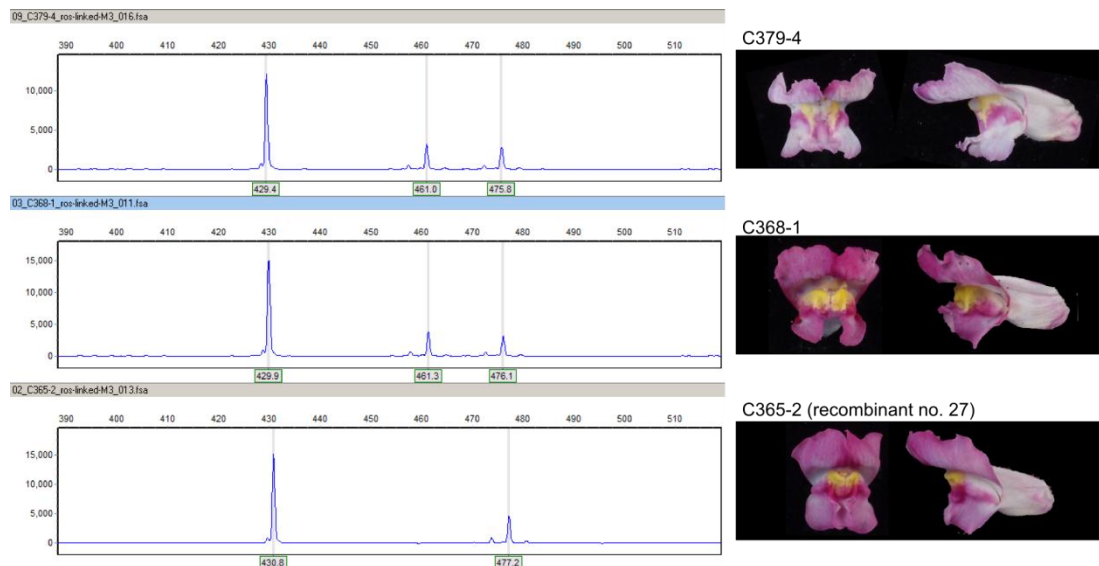 09_C379-4_ros-linked-M3_016.fsa
390 400 410 420 430 440 450 460 470 480 490 500 510
10,000
5,000
0
429.4 461.0 475.8
C379-4
03_C368-1_ros-linked-M3_011.fsa
390 400 410 420 430 440 450 460 470 480 490 500 510
15,000
10,000
5,000
0
429.9 461.3 476.1
C368-1
02_C365-2_ros-linked-M3_013.fsa
390 400 410 420 430 440 450 460 470 480 490 500 510
15,000
10,000
5,000
0
430.8 477.2
C365-2 (recombinant no. 27)